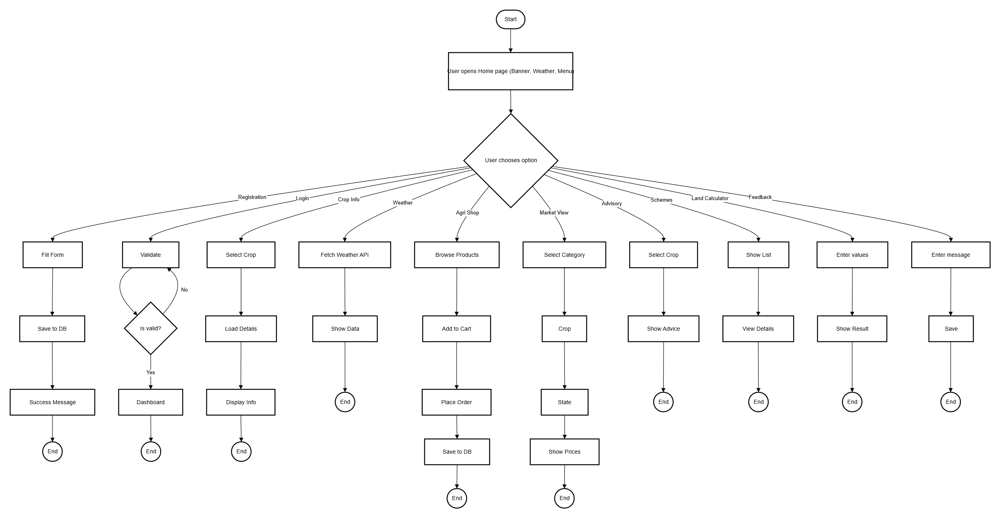 Start
User opens Home page (Banner, Weather, Menu)
User chooses option
Registration
Login
Crop Info
Weather
Agri Shop
Market View
Advisory
Schemes
Land Calculator
Feedback
Fill Form
Validate
Select Crop
Fetch Weather API
Browse Products
Select Category
Select Crop
Show List
Enter values
Enter message
No
Save to DB
Is valid?
Load Details
Show Data
Add to Cart
Crop
Show Advice
View Details
Show Result
Save
Yes
Success Message
Dashboard
Display Info
End
Place Order
State
End
End
End
End
End
End
End
Save to DB
Show Prices
End
End